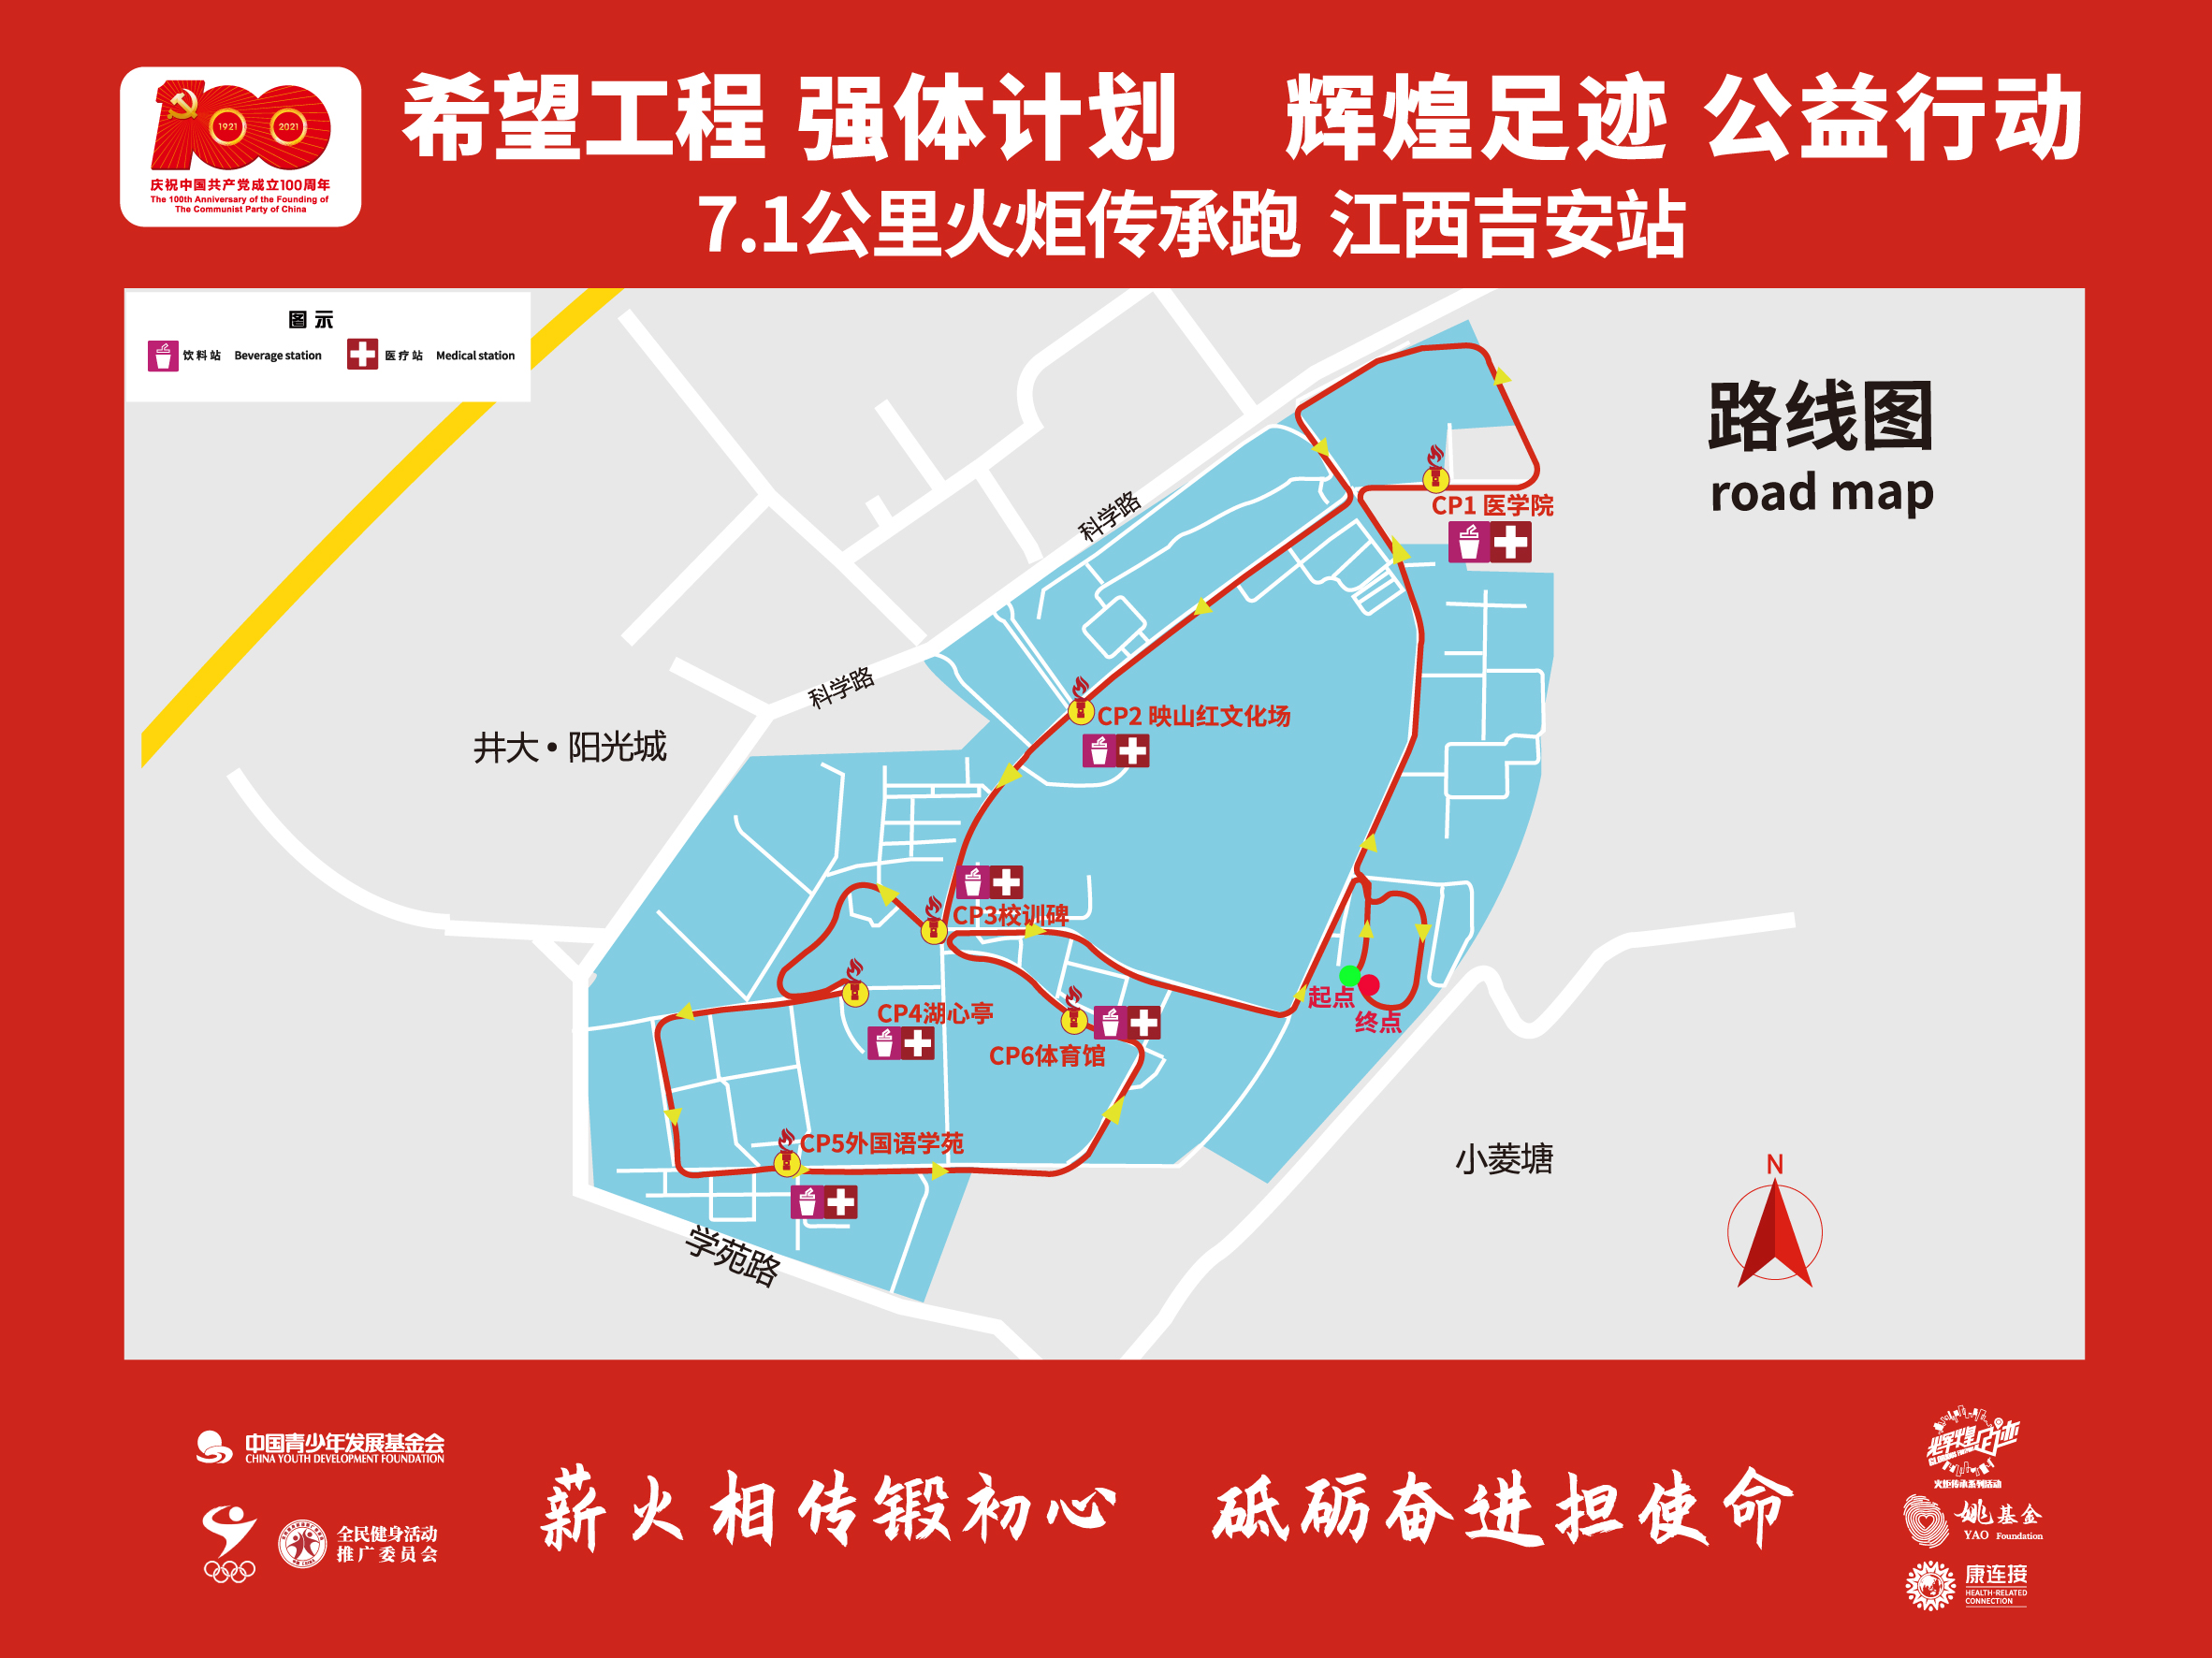 1921
2021
庆祝中国共产党成立100周年
The 100th Anniversary of the Founding of
The Communist Party of China
希望工程 强体计划 辉煌足迹 公益行动
7.1公里火炬传承跑 江西吉安站
图示
饮料站 Beverage station 医疗站 Medical station
路线图
road map
科学路
CP1 医学院
科学路
CP2 映山红文化场
井大·阳光城
CP3校训碑
起点
CP4湖心亭
终点
CP6体育馆
CP5外国语学苑
小菱塘
N
学苑路
中国青少年发展基金会
CHINA YOUTH DEVELOPMENT FOUNDATION
全民健身活动
推广委员会
薪火相传锻初心 砥砺奋进担使命
辉煌足迹
火炬传承系列活动
姚基金
YAO Foundation
康连接
HEALTH-RELATED
CONNECTION